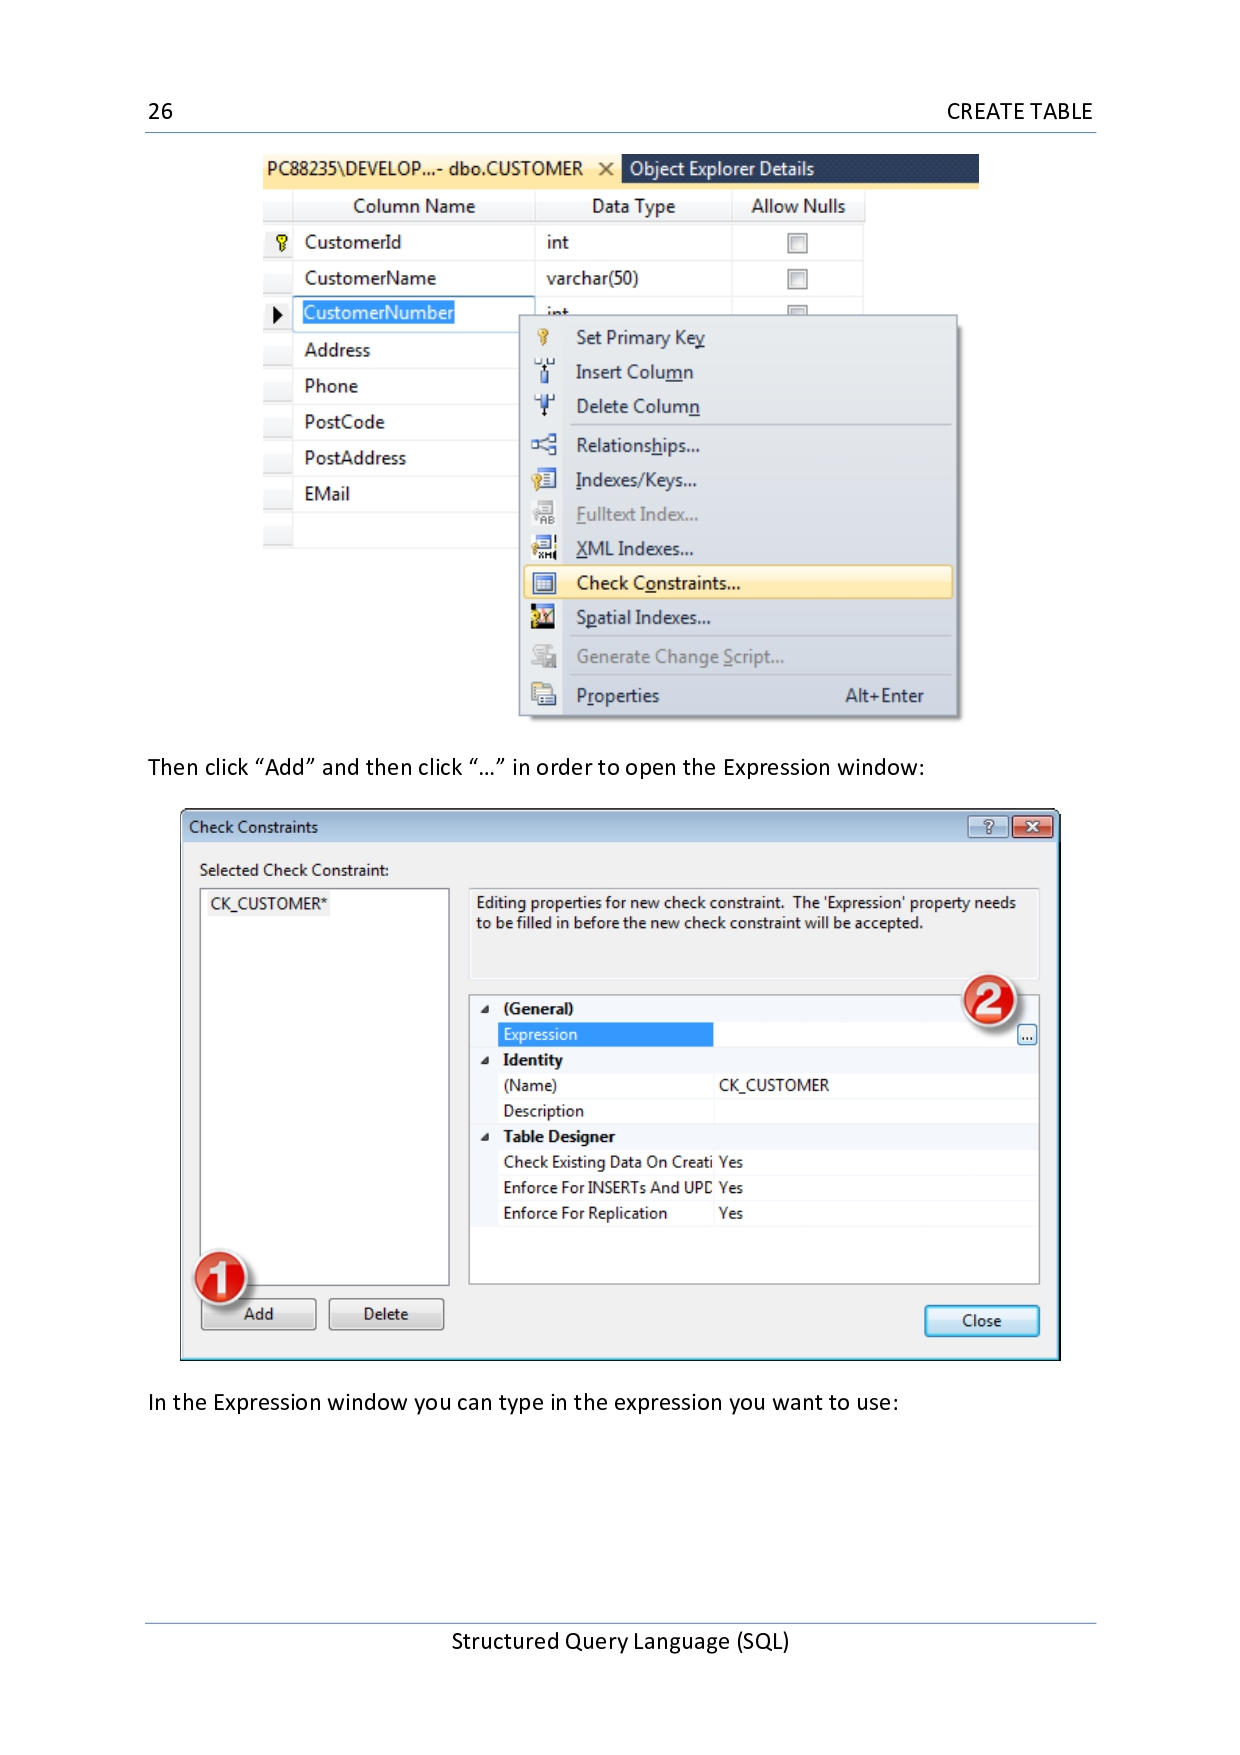 26 CREATE TABLE
PC88235\DEVELOP...- dbo.CUSTOMER Object Explorer Details
Column Name Data Type Allow Nulls
CustomerId int
CustomerName varchar(50)
CustomerNumber int
Set Primary Key
Address
Insert Column
Phone
Delete Column
PostCode
Relationships...
PostAddress
Indexes/Keys...
EMail
Fulltext Index...
XML Indexes...
Check Constraints...
Spatial Indexes...
Generate Change Script...
Properties Alt+Enter
Then click “Add” and then click “…” in order to open the Expression window:
Check Constraints
Selected Check Constraint:
CK_CUSTOMER*
Editing properties for new check constraint. The 'Expression' property needs
to be filled in before the new check constraint will be accepted.
2
(General)
Expression ...
Identity
(Name) CK_CUSTOMER
Description
Table Designer
Check Existing Data On Creati Yes
Enforce For INSERTs And UPD Yes
Enforce For Replication Yes
1
Add Delete Close
In the Expression window you can type in the expression you want to use:
Structured Query Language (SQL)